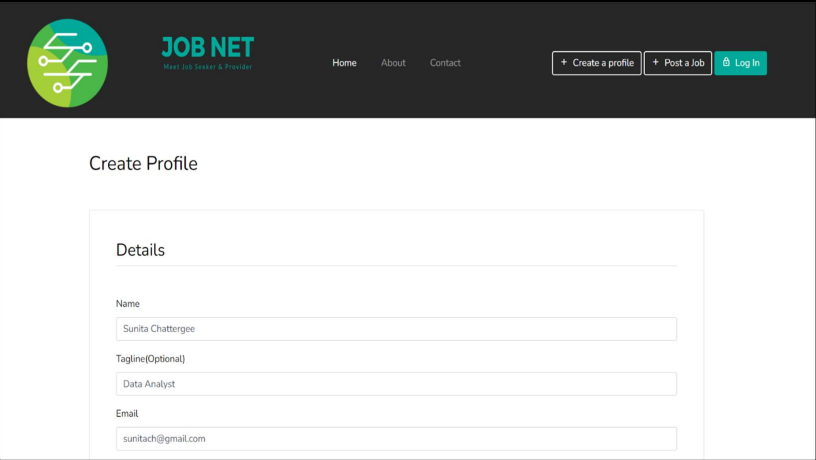 JOB NET
Meet Job Seeker & Provider
Home About Contact
+ Create a profile + Post a Job Log In
Create Profile
Details
Name
Sunita Chattergee
Tagline(Optional)
Data Analyst
Email
sunitach@gmail.com